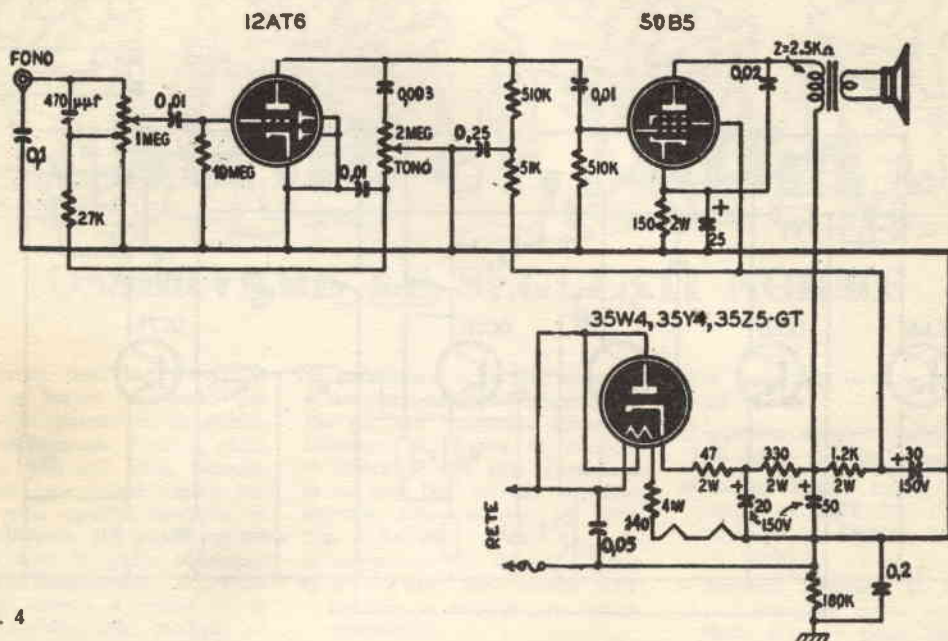 12AT6
50B5
FONO
470 μμf
0,01
1MEG
0,1
27K
10MEG
0,01
0,003
2MEG
TONO
0,25
510K
51K
0,01
510K
Z=2.5KΩ
0,02
150 2W
+
25
35W4, 35Y4, 35Z5-GT
RETE
0,05
140
4W
47
2W
330
2W
1.2K
2W
+30
150V
+
20
150V
+
50
180K
0,2
. 4